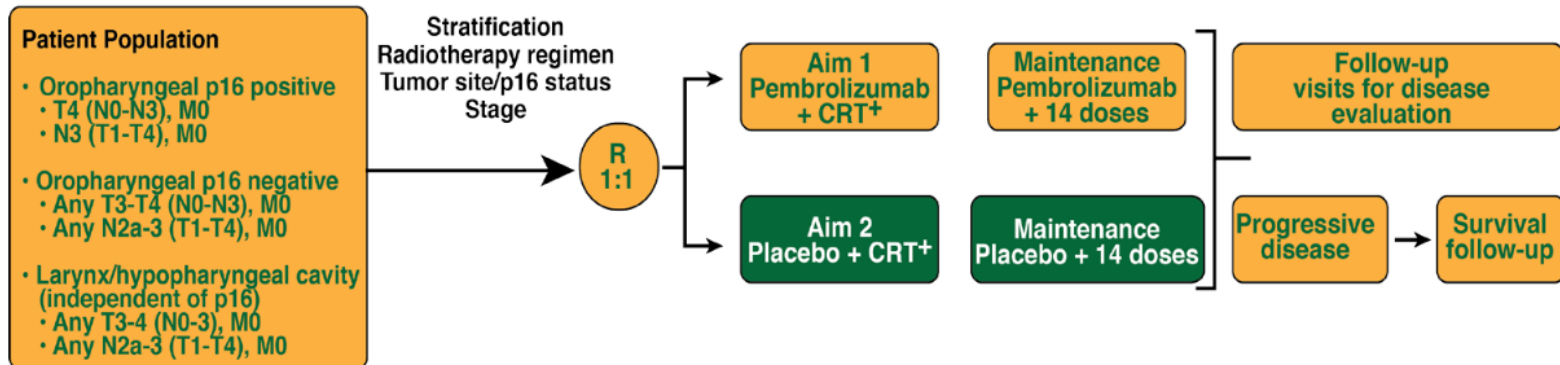 Patient Population
• Oropharyngeal p16 positive
• T4 (N0-N3), M0
• N3 (T1-T4), M0
• Oropharyngeal p16 negative
• Any T3-T4 (N0-N3), M0
• Any N2a-3 (T1-T4), M0
• Larynx/hypopharyngeal cavity
(independent of p16)
• Any T3-4 (N0-3), M0
• Any N2a-3 (T1-T4), M0
Stratification
Radiotherapy regimen
Tumor site/p16 status
Stage
R
1:1
Aim 1
Pembrolizumab
+ CRT+
Maintenance
Pembrolizumab
+ 14 doses
Aim 2
Placebo + CRT+
Maintenance
Placebo + 14 doses
Follow-up
visits for disease
evaluation
Progressive
disease
Survival
follow-up